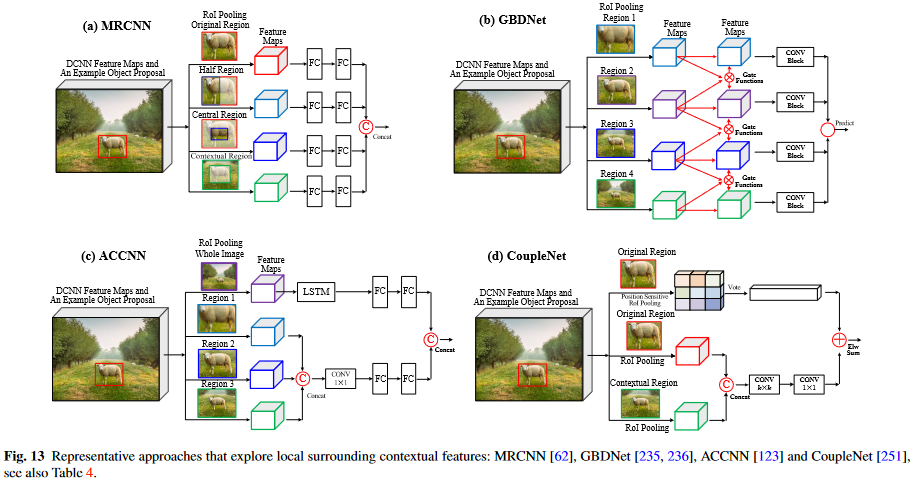 (a) MRCNN
DCNN Feature Maps and
An Example Object Proposal
RoI Pooling
Original Region
Feature
Maps
Half Region
Central Region
Contextual Region
FC
FC
FC
FC
FC
FC
FC
FC
C
Concat
(b) GBDNet
DCNN Feature Maps and
An Example Object Proposal
RoI Pooling
Region 1
Feature
Maps
Feature
Maps
Region 2
Region 3
Region 4
Gate
Functions
Gate
Functions
Gate
Functions
CONV
Block
CONV
Block
CONV
Block
CONV
Block
Predict
(c) ACCNN
DCNN Feature Maps and
An Example Object Proposal
RoI Pooling
Whole Image
Feature
Maps
Region 1
Region 2
Region 3
LSTM
FC
FC
C
Concat
CONV
1×1
FC
FC
C
Concat
(d) CoupleNet
DCNN Feature Maps and
An Example Object Proposal
Original Region
Position Sensitive
RoI Pooling
Vote
Original Region
RoI Pooling
Contextual Region
RoI Pooling
C
Concat
CONV
k×k
CONV
1×1
Elw
Sum
Fig. 13 Representative approaches that explore local surrounding contextual features: MRCNN [62], GBDNet [235, 236], ACCNN [123] and CoupleNet [251],
see also Table 4.